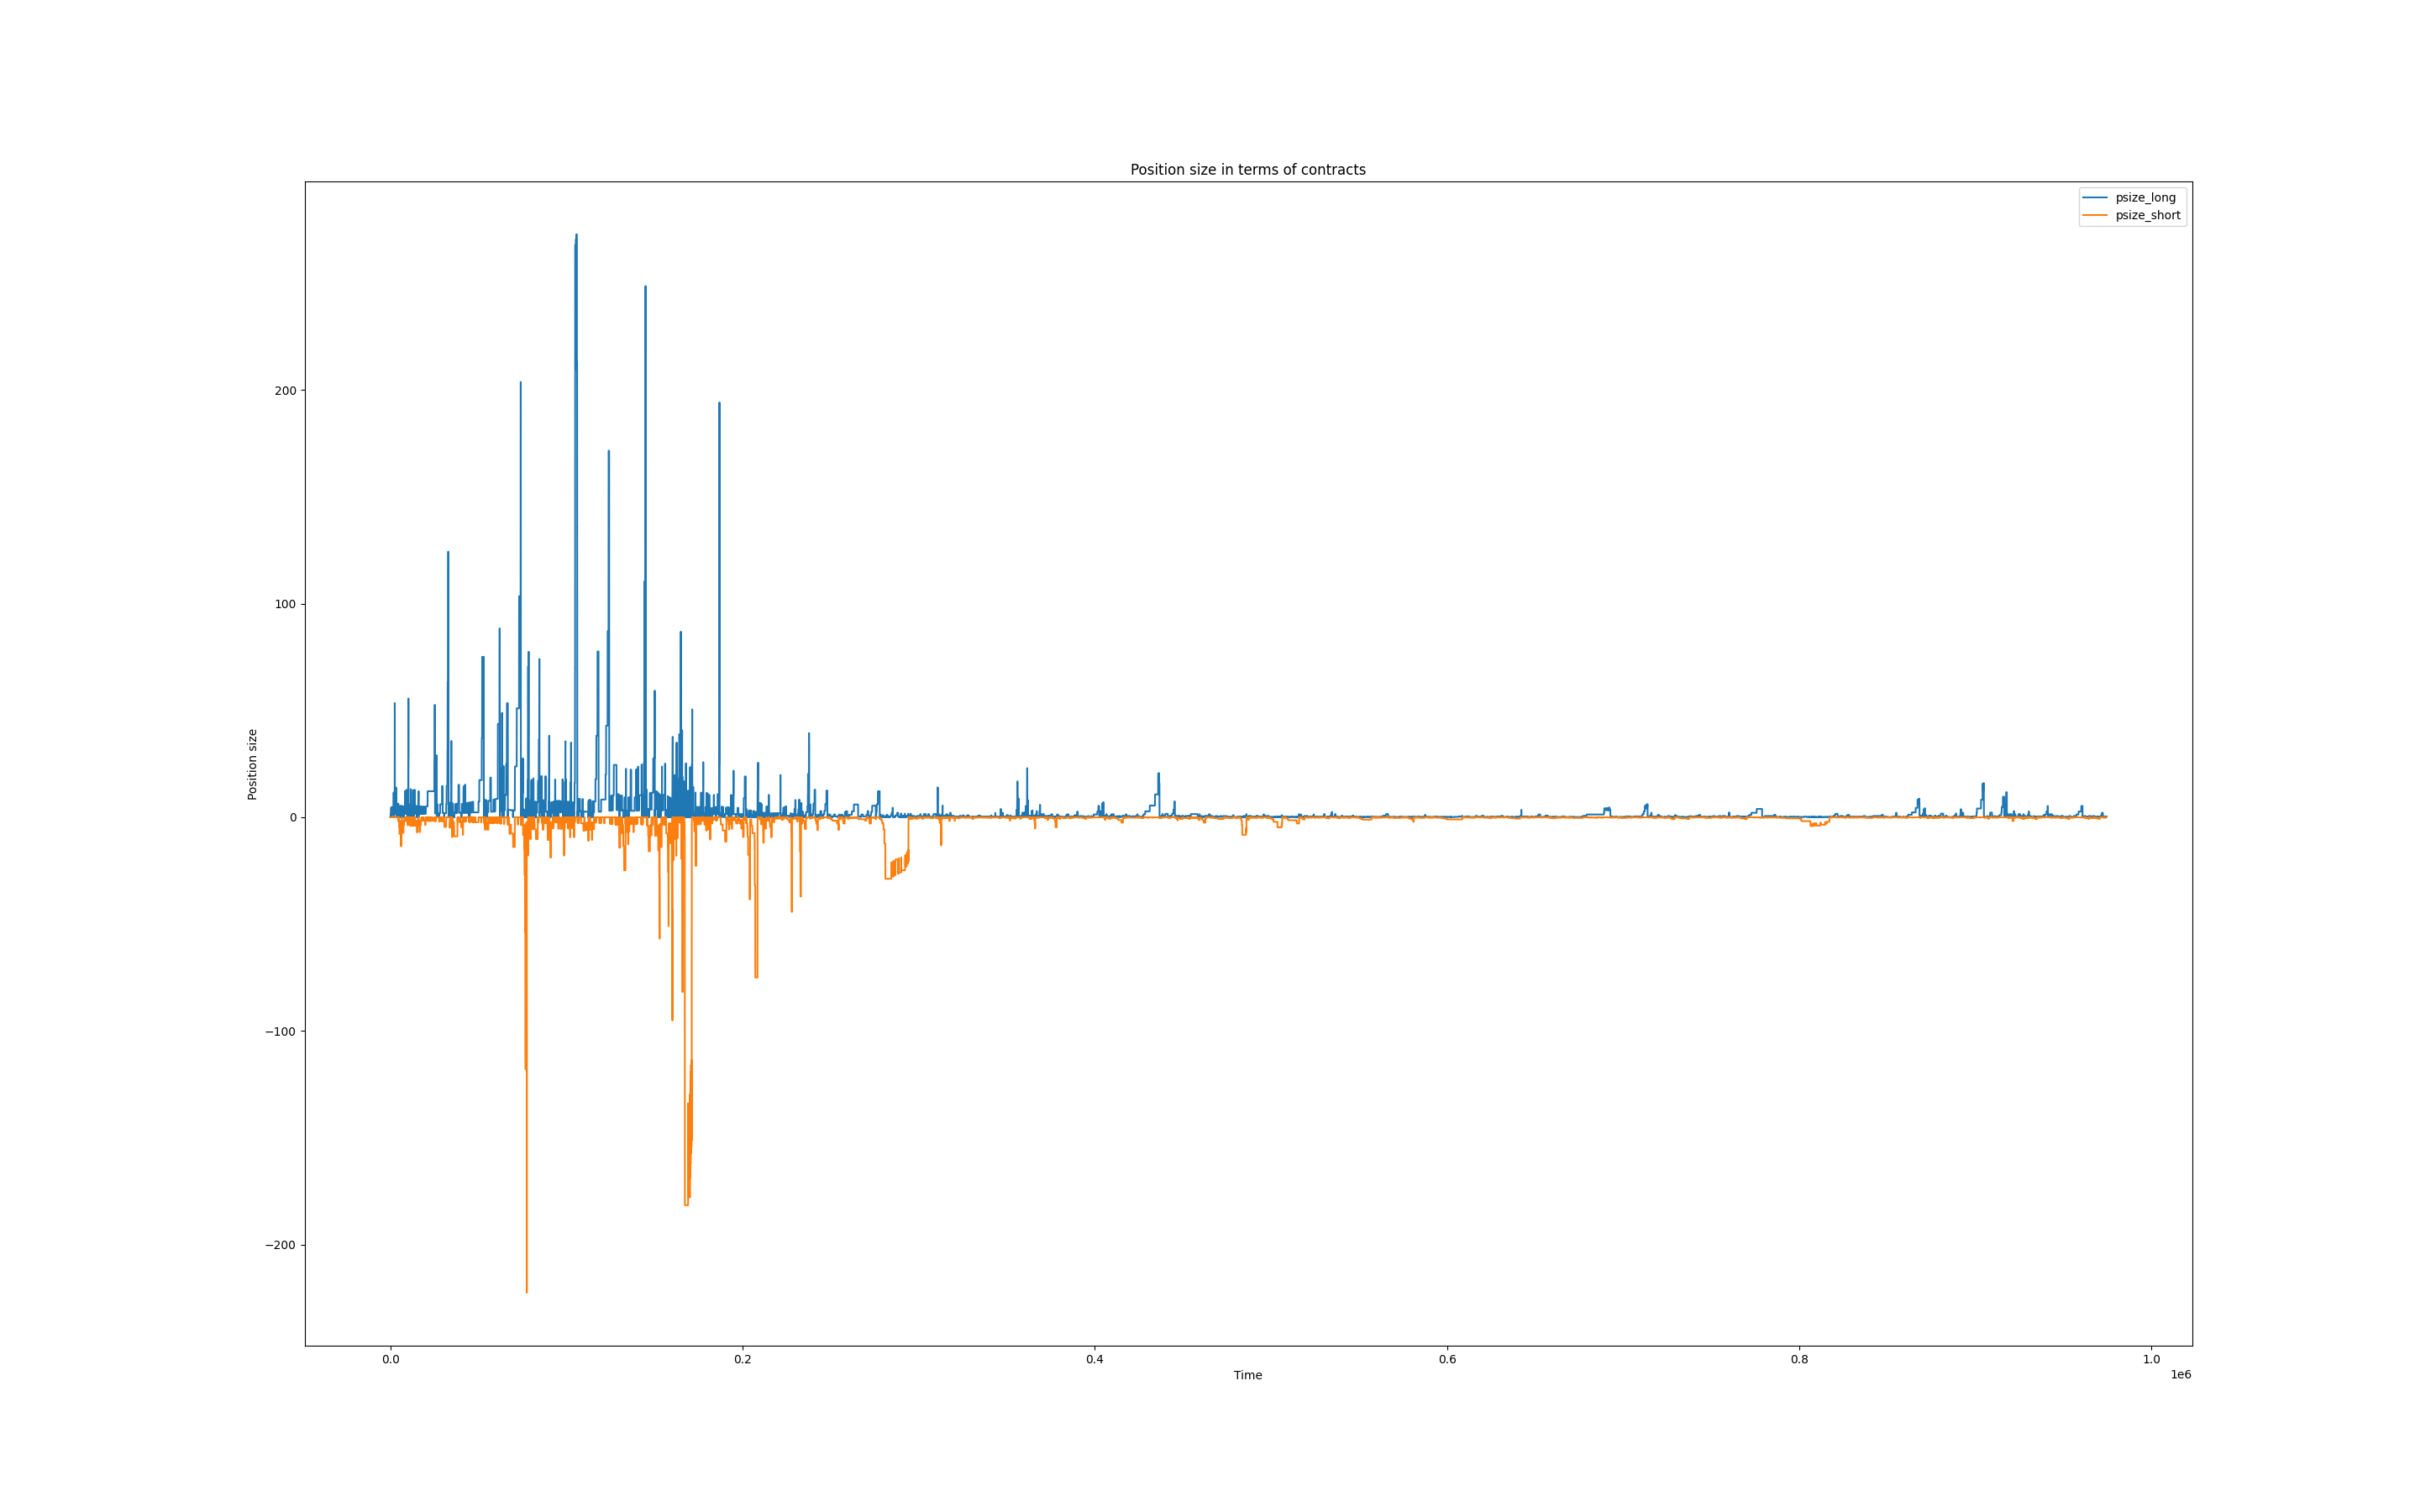 Position size in terms of contracts
psize_long
psize_short
Position size
200
100
0
−100
−200
0.0
0.2
0.4
0.6
0.8
1.0
1e6
Time